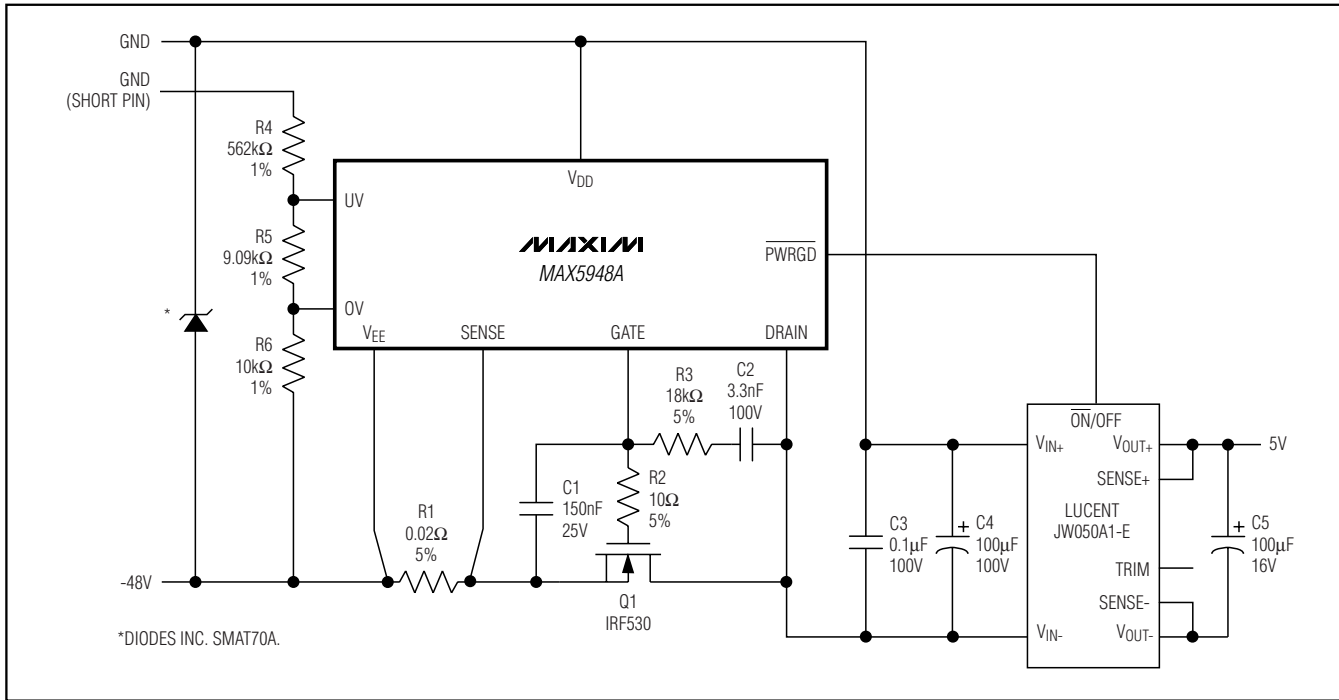 GND
GND
(SHORT PIN)
R4
562kΩ
1%
UV
VDD
R5
9.09kΩ
1%
MAXIM
MAX5948A
PWRGD
*
OV
VEE
SENSE
GATE
DRAIN
R6
10kΩ
1%
R3
18kΩ
5%
C2
3.3nF
100V
ON/OFF
VIN+
VOUT+
5V
SENSE+
C1
150nF
25V
R2
10Ω
5%
R1
0.02Ω
5%
C3
0.1µF
100V
+
C4
100µF
100V
LUCENT
JW050A1-E
+
C5
100µF
16V
TRIM
-48V
SENSE-
Q1
IRF530
VIN-
VOUT-
*DIODES INC. SMAT70A.